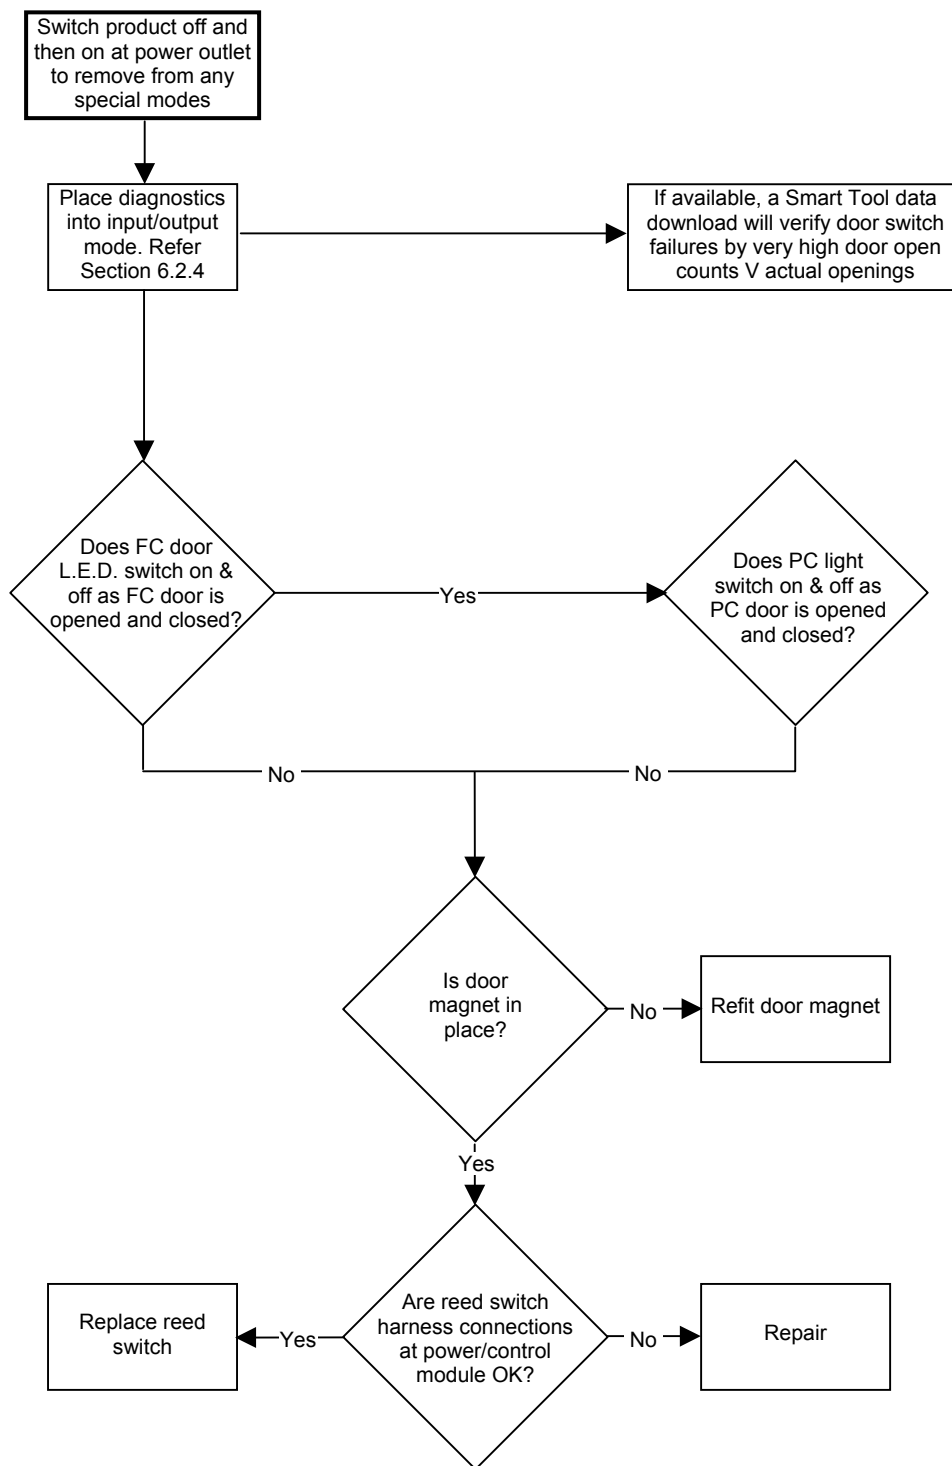 Switch product off and
then on at power outlet
to remove from any
special modes
Place diagnostics
into input/output
mode. Refer
Section 6.2.4
If available, a Smart Tool data
download will verify door switch
failures by very high door open
counts V actual openings
Does FC door
L.E.D. switch on &
off as FC door is
opened and closed?
Yes
Does PC light
switch on & off as
PC door is opened
and closed?
No
No
Is door
magnet in
place?
No
Refit door magnet
Yes
Are reed switch
harness connections
at power/control
module OK?
Yes
Replace reed
switch
No
Repair